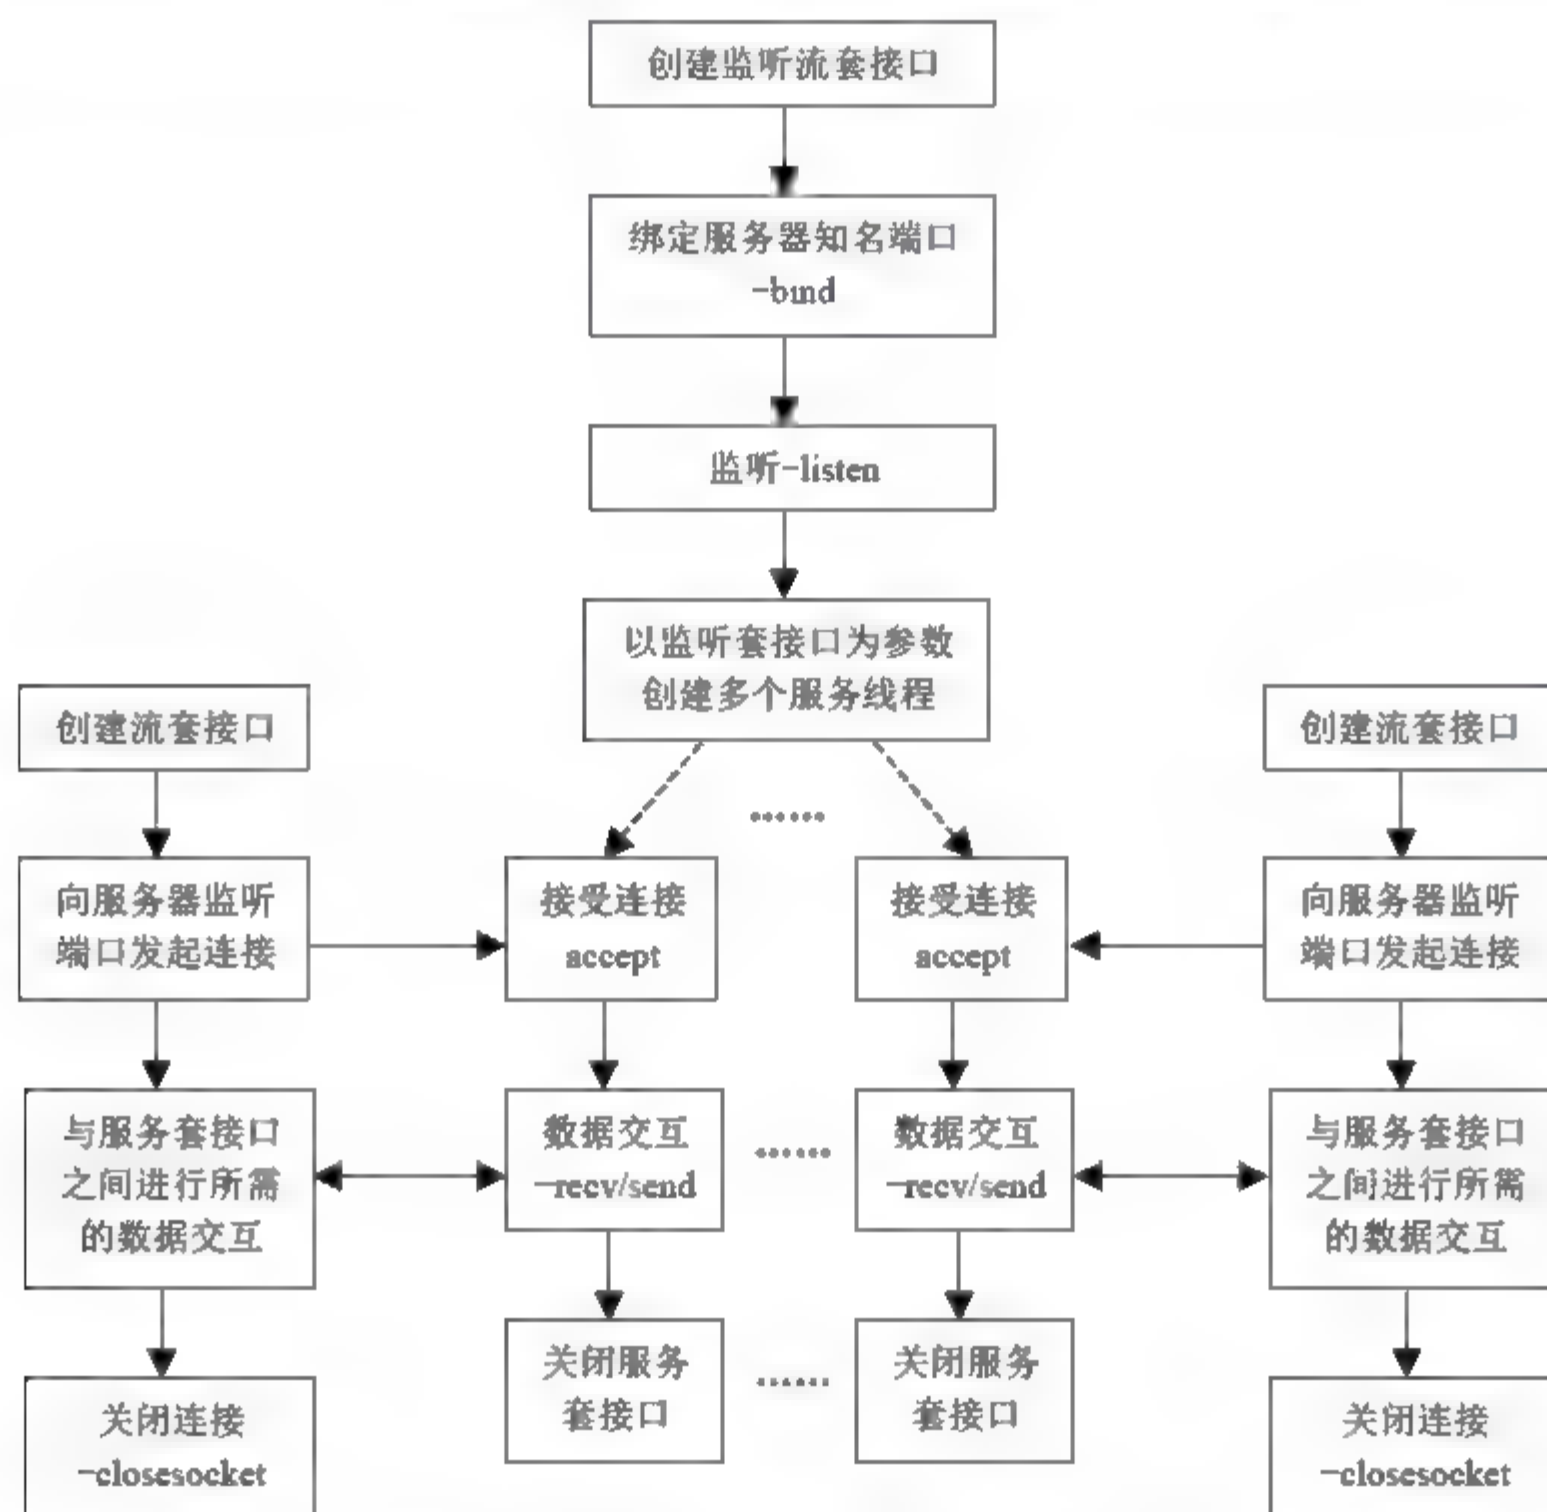 创建监听流套接口
绑定服务器知名端口
-bind
监听-listen
以监听套接口为参数
创建多个服务线程
创建流套接口
创建流套接口
……
向服务器监听
端口发起连接
接受连接
accept
接受连接
accept
向服务器监听
端口发起连接
与服务套接口
之间进行所需
的数据交互
数据交互
-recv/send
……
数据交互
-recv/send
与服务套接口
之间进行所需
的数据交互
关闭连接
-closesocket
关闭服务
套接口
……
关闭服务
套接口
关闭连接
-closesocket